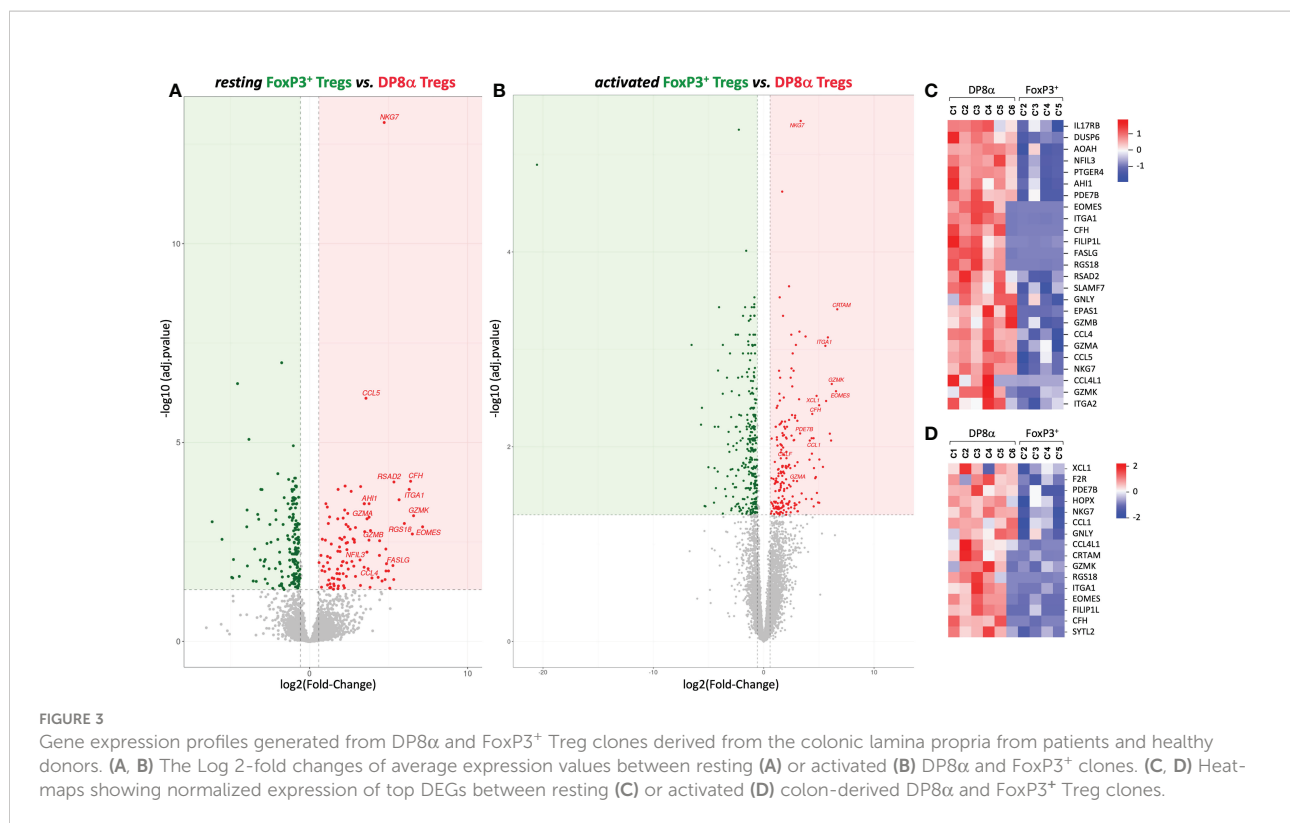 A
resting FoxP3+ Tregs vs. DP8α Tregs
NKG7
10
CCL5
5
RSAD2
CFH
AHI1
ITGA1
GZMA
GZMK
RGS18
EOMES
GZMB
NFIL3
FASLG
CCL4
0
-log10 (adj.pvalue)
0
10
log2(Fold-Change)
B
activated FoxP3+ Tregs vs. DP8α Tregs
NKG7
4
CRTAM
ITGA1
GZMK
XCL1
EOMES
CFH
PDE7B
CCL1
2
GZMA
0
-log10 (adj.pvalue)
-20
-10
0
10
log2(Fold-Change)
C
DP8α
FoxP3+
C1 C2 C3 C4 C5 C6 C'2 C'3 C'4 C'5
IL17RB
DUSP6
AOAH
NFIL3
PTGER4
AHI1
PDE7B
EOMES
ITGA1
CFH
FILIP1L
FASLG
RGS18
RSAD2
SLAMF7
GNLY
EPAS1
GZMB
CCL4
GZMA
CCL5
NKG7
CCL4L1
GZMK
ITGA2
1
0
-1
D
DP8α
FoxP3+
C1 C2 C3 C4 C5 C6 C'2 C'3 C'4 C'5
XCL1
F2R
PDE7B
HOPX
NKG7
CCL1
GNLY
CCL4L1
CRTAM
GZMK
RGS18
ITGA1
EOMES
FILIP1L
CFH
SYTL2
2
0
-2
FIGURE 3
Gene expression profiles generated from DP8α and FoxP3+ Treg clones derived from the colonic lamina propria from patients and healthy
donors. (A, B) The Log 2-fold changes of average expression values between resting (A) or activated (B) DP8α and FoxP3+ clones. (C, D) Heat-
maps showing normalized expression of top DEGs between resting (C) or activated (D) colon-derived DP8α and FoxP3+ Treg clones.